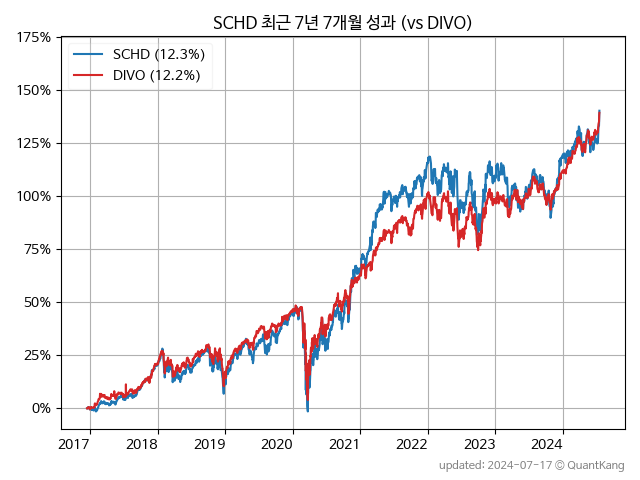 SCHD 최근 7년 7개월 성과 (vs DIVO)
175%
150%
125%
100%
75%
50%
25%
0%
SCHD (12.3%)
DIVO (12.2%)
2017 2018 2019 2020 2021 2022 2023 2024
updated: 2024-07-17 © QuantKang